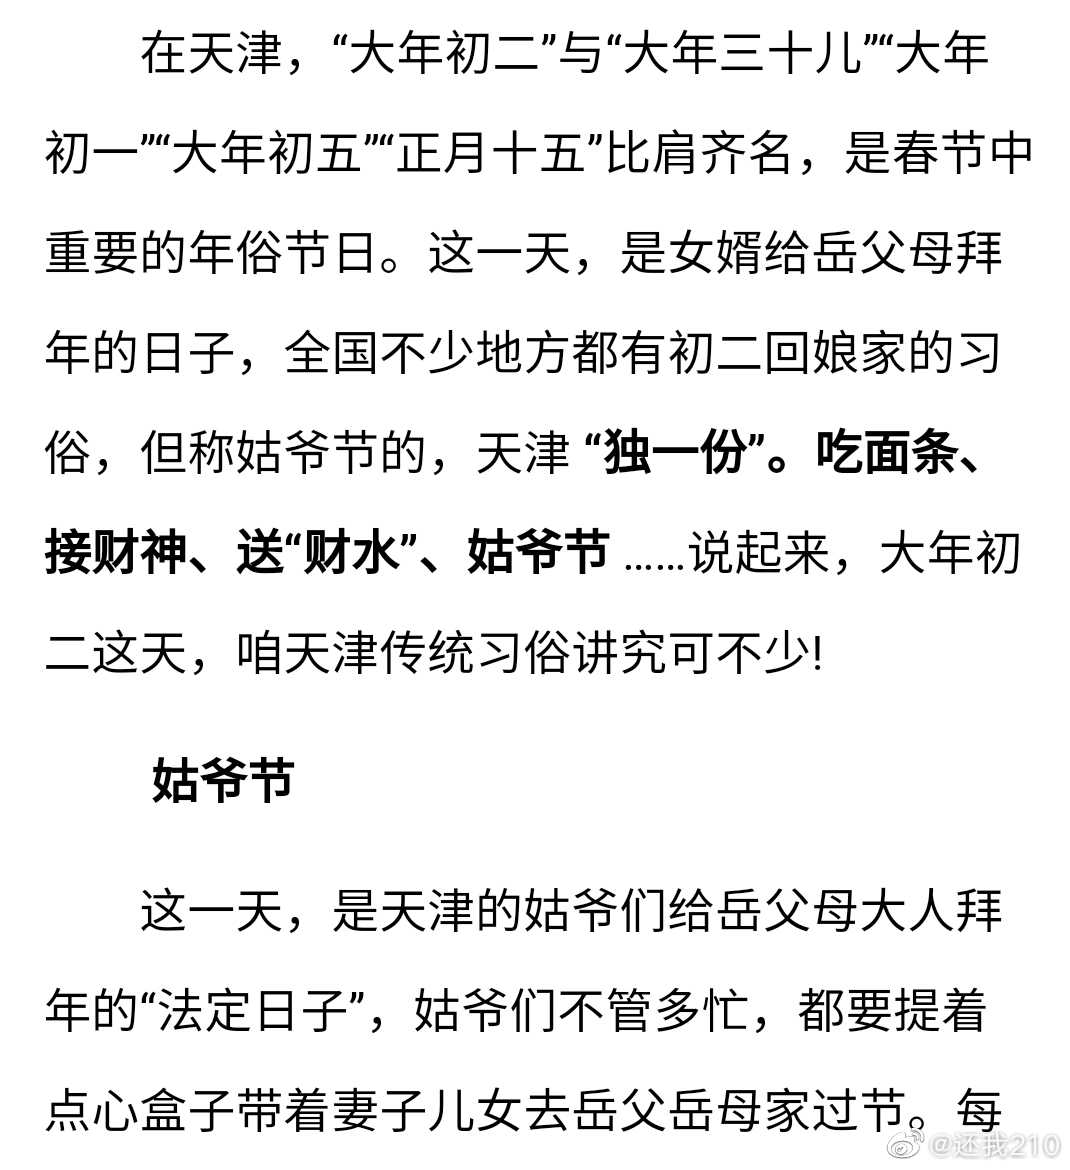 在天津，“大年初二”与“大年三十儿”“大年
初一”“大年初五”“正月十五”比肩齐名，是春节中
重要的年俗节日。这一天，是女婿给岳父母拜
年的日子，全国不少地方都有初二回娘家的习
俗，但称姑爷节的，天津 “独一份”。吃面条、
接财神、送“财水”、姑爷节 ……说起来，大年初
二这天，咱天津传统习俗讲究可不少!
姑爷节
这一天，是天津的姑爷们给岳父母大人拜
年的“法定日子”，姑爷们不管多忙，都要提着
点心盒子带着妻子儿女去岳父岳母家过节。每
@还我210